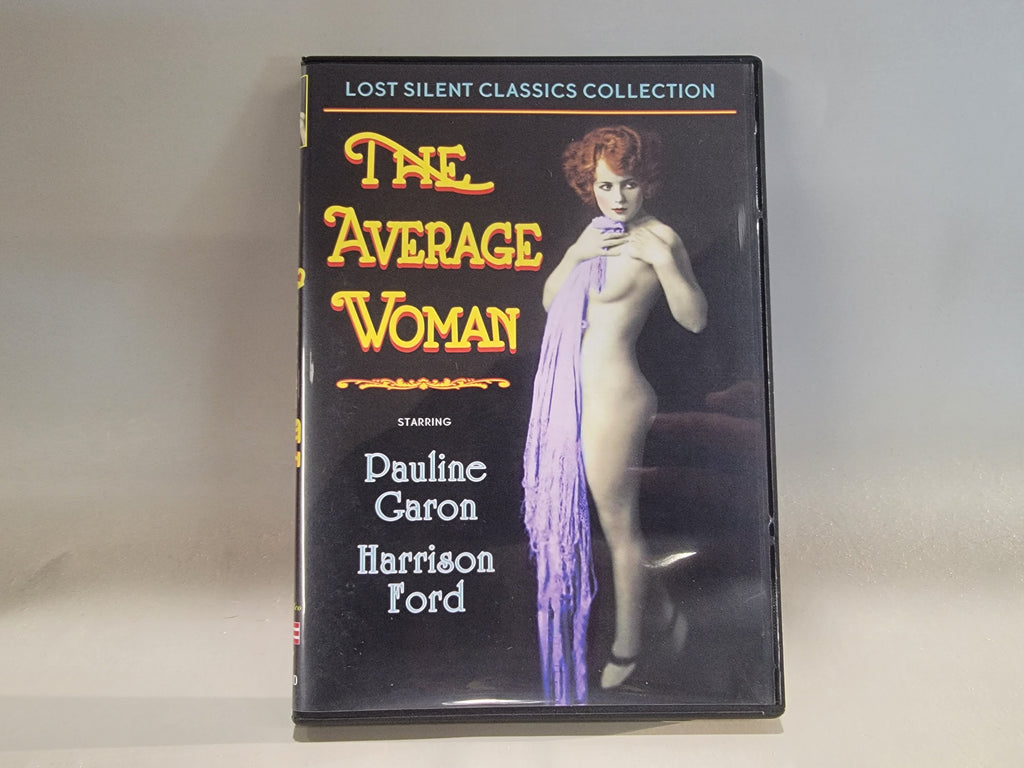 LOST SILENT CLASSICS COLLECTION
THE
AVERAGE
WOMAN
STARRING
Pauline
Garon
Harrison
Ford